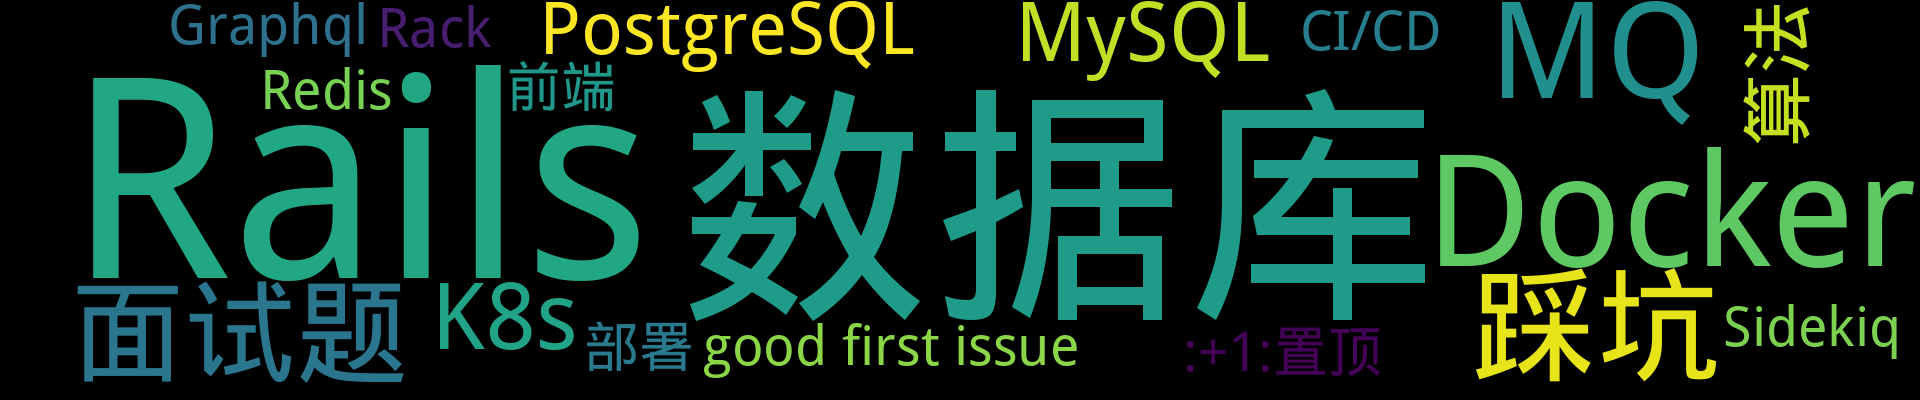 Graphql
Rack
PostgreSQL
MySQL
CI/CD
MQ
算法
Redis
前端
Rails
数据库
Docker
面试题
K8s
部署
good first issue
:+1:置顶
踩坑
Sidekiq